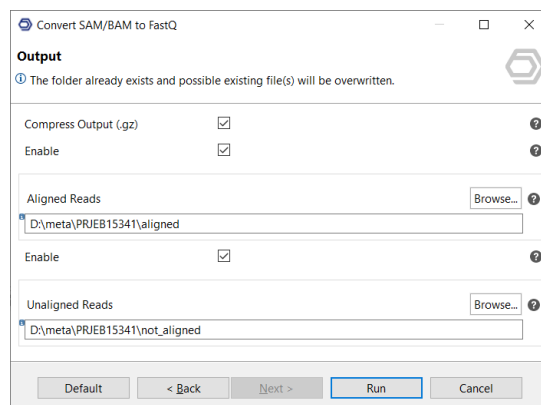 Convert SAM/BAM to FastQ
Output
The folder already exists and possible existing file(s) will be overwritten.
Compress Output (.gz)
Enable
Aligned Reads
Browse...
D:\meta\PRJEB15341\aligned
Enable
Unaligned Reads
Browse...
D:\meta\PRJEB15341\not_aligned
Default
< Back
Next >
Run
Cancel